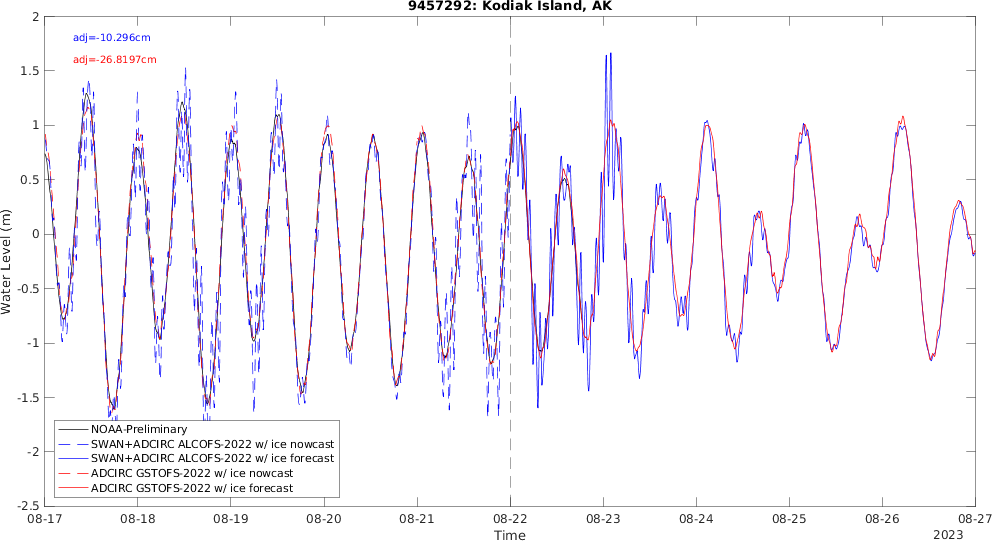 9457292: Kodiak Island, AK
adj=-10.296cm
adj=-26.8197cm
Water Level (m)
2
1.5
1
0.5
0
-0.5
-1
-1.5
-2
-2.5
NOAA-Preliminary
SWAN+ADCIRC ALCOFS-2022 w/ ice nowcast
SWAN+ADCIRC ALCOFS-2022 w/ ice forecast
ADCIRC GSTOFS-2022 w/ ice nowcast
ADCIRC GSTOFS-2022 w/ ice forecast
08-17 08-18 08-19 08-20 08-21 08-22 08-23 08-24 08-25 08-26 08-27
Time
2023